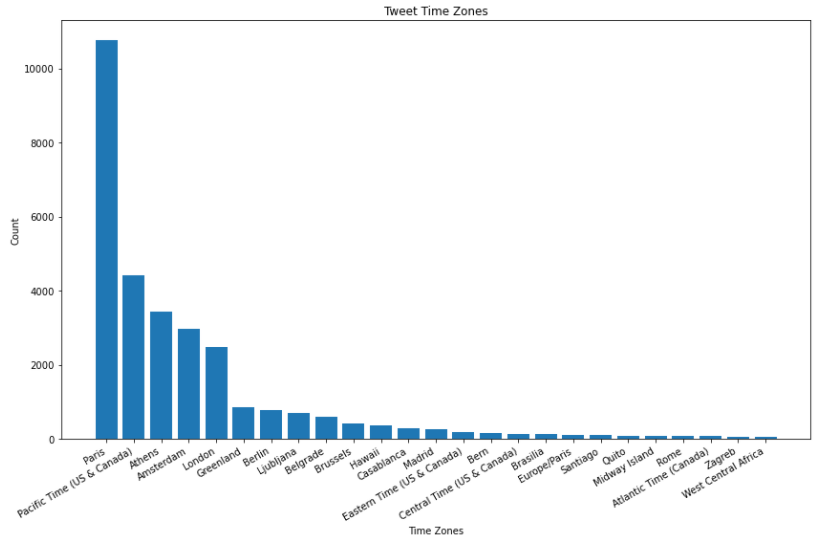 Tweet Time Zones
Count
10000
8000
6000
4000
2000
0
Paris
Pacific Time (US & Canada)
Athens
Amsterdam
London
Greenland
Berlin
Ljubljana
Belgrade
Brussels
Hawaii
Casablanca
Madrid
Eastern Time (US & Canada)
Bern
Central Time (US & Canada)
Brasilia
Europe/Paris
Santiago
Quito
Midway Island
Rome
Atlantic Time (Canada)
Zagreb
West Central Africa
Time Zones